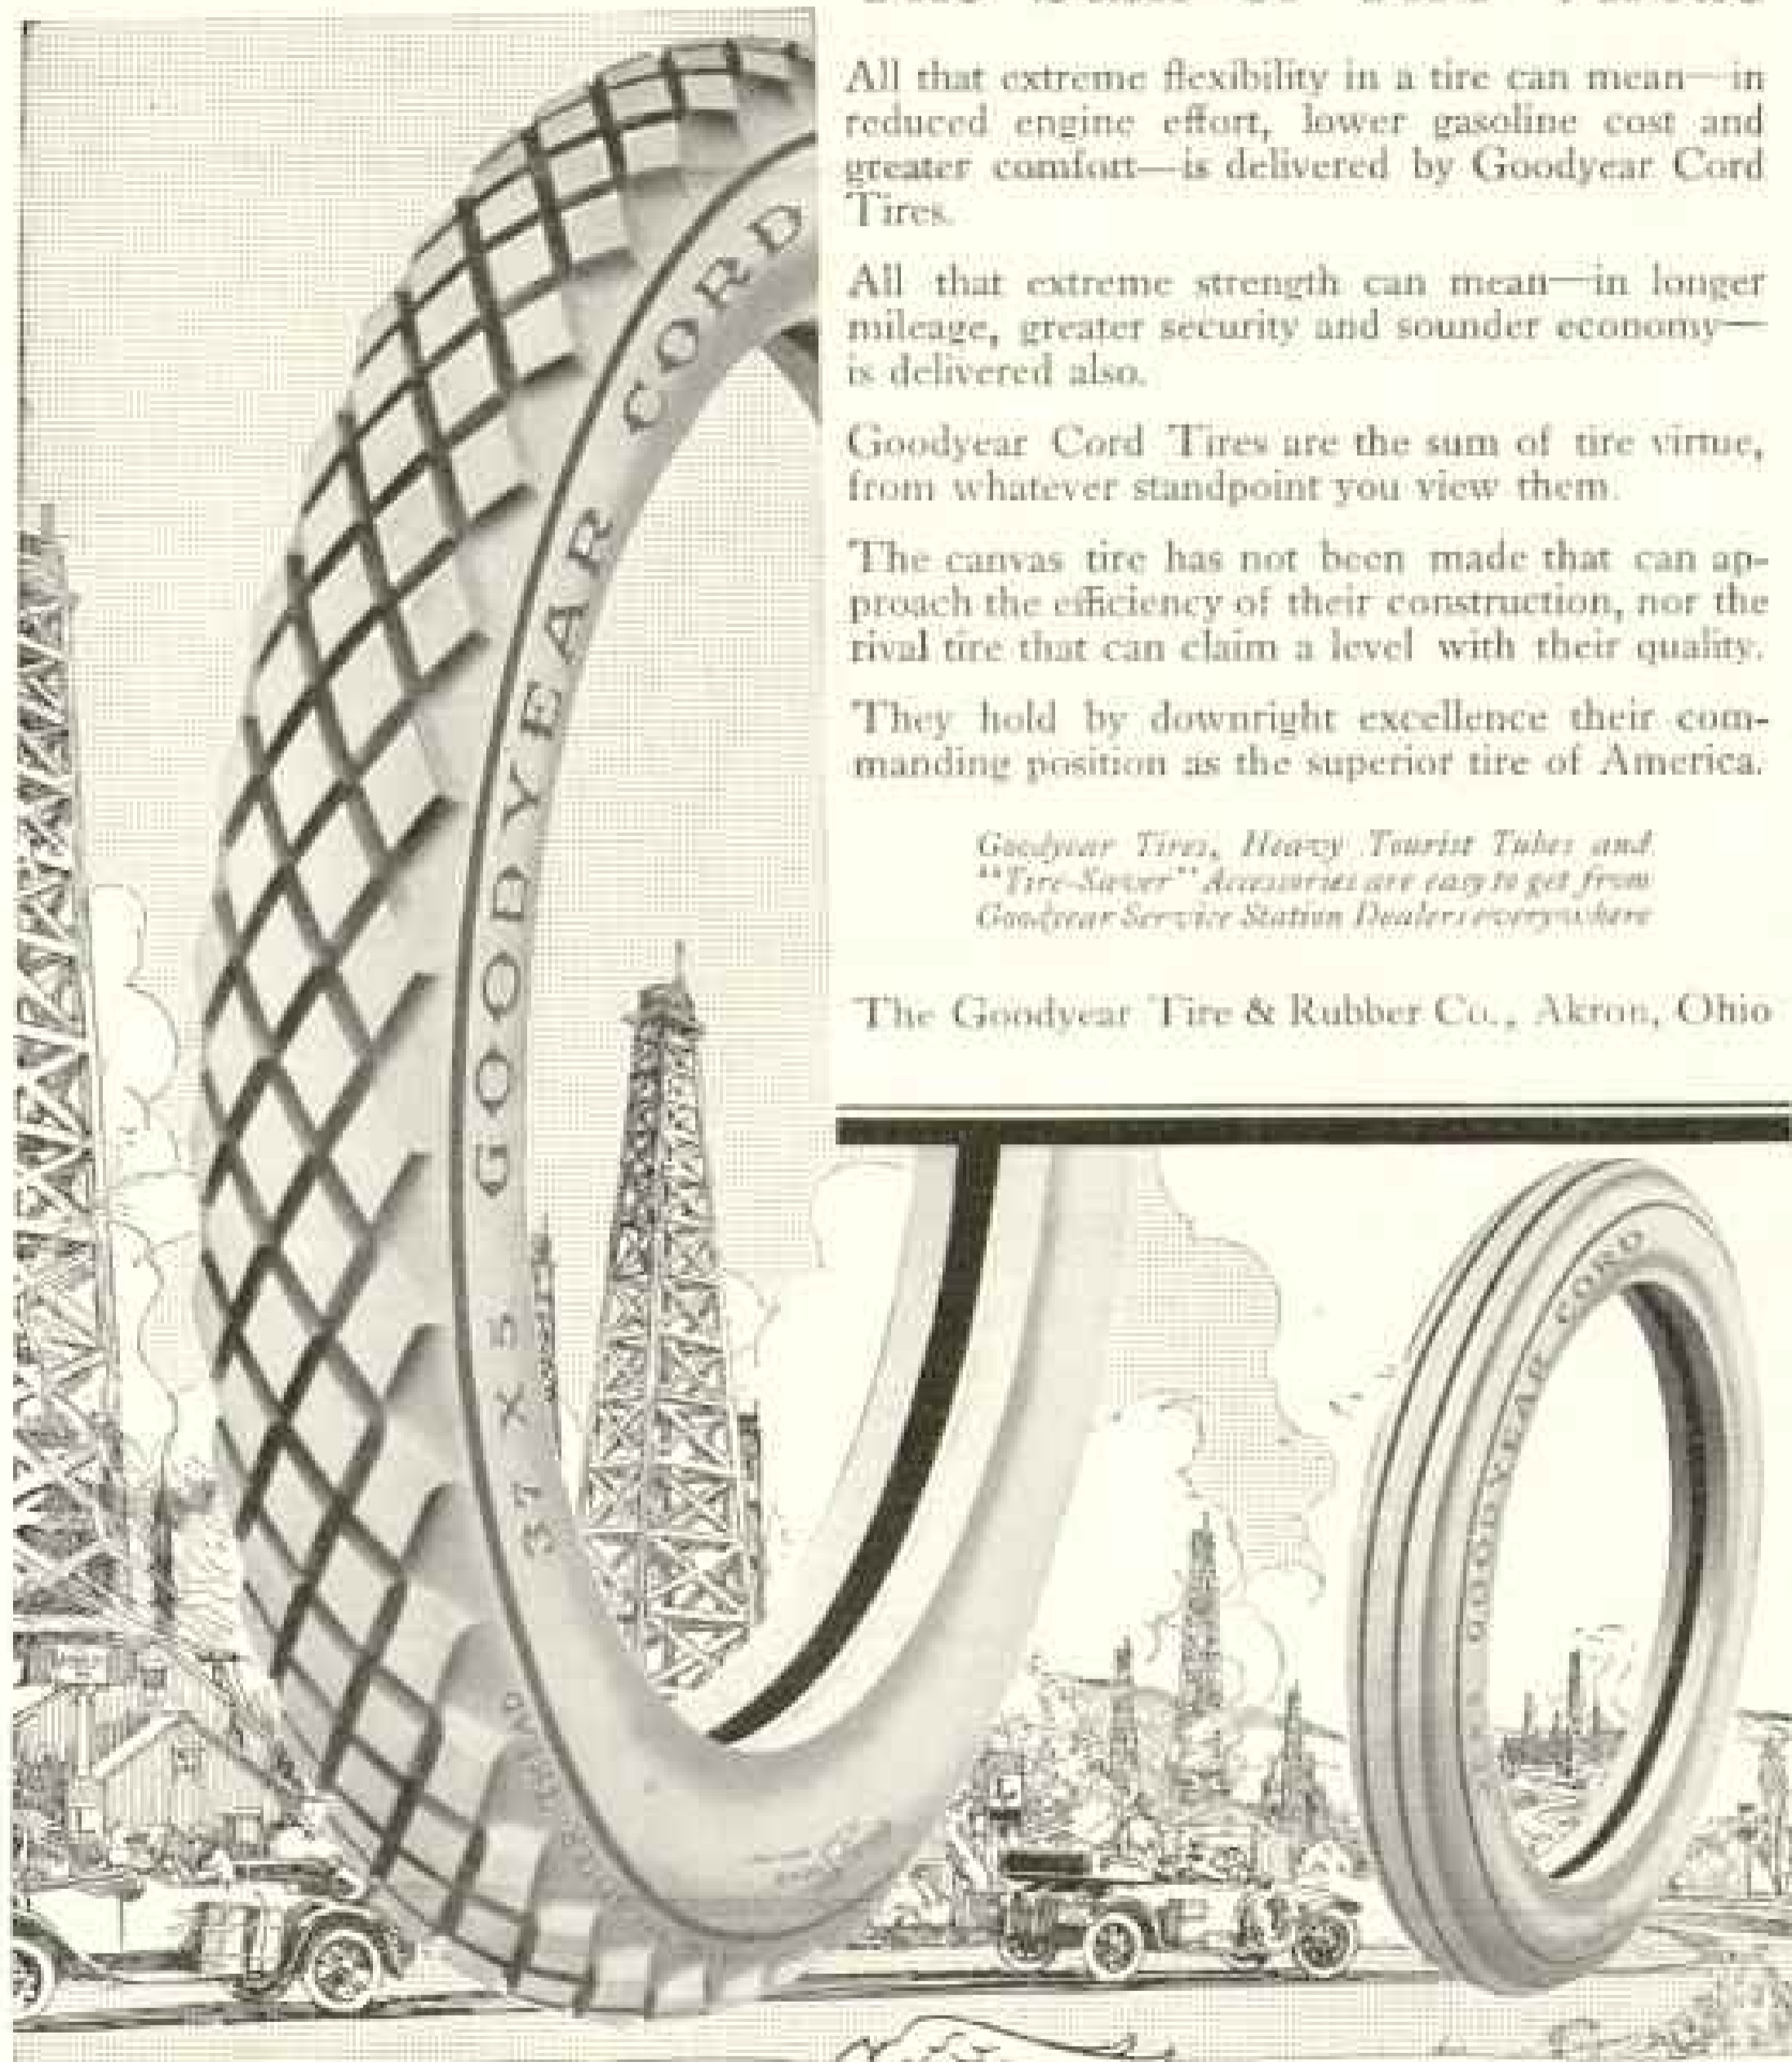 All that extreme flexibility in a tire can mean—in
reduced engine effort, lower gasoline cost and
greater comfort—is delivered by Goodyear Cord
Tires.
All that extreme strength can mean—in longer
mileage, greater security and sounder economy—
is delivered also.
Goodyear Cord Tires are the sum of tire virtue,
from whatever standpoint you view them.
The canvas tire has not been made that can ap-
proach the efficiency of their construction, nor the
rival tire that can claim a level with their quality.
They hold by downright excellence their com-
manding position as the superior tire of America.
Goodyear Tires, Heavy Tourist Tubes and
"Tire-Saver" Accessories are easy to get from
Goodyear Service Station Dealers everywhere
The Goodyear Tire & Rubber Co., Akron, Ohio
37 X 5 GOODYEAR CORD
GOODYEAR CORD